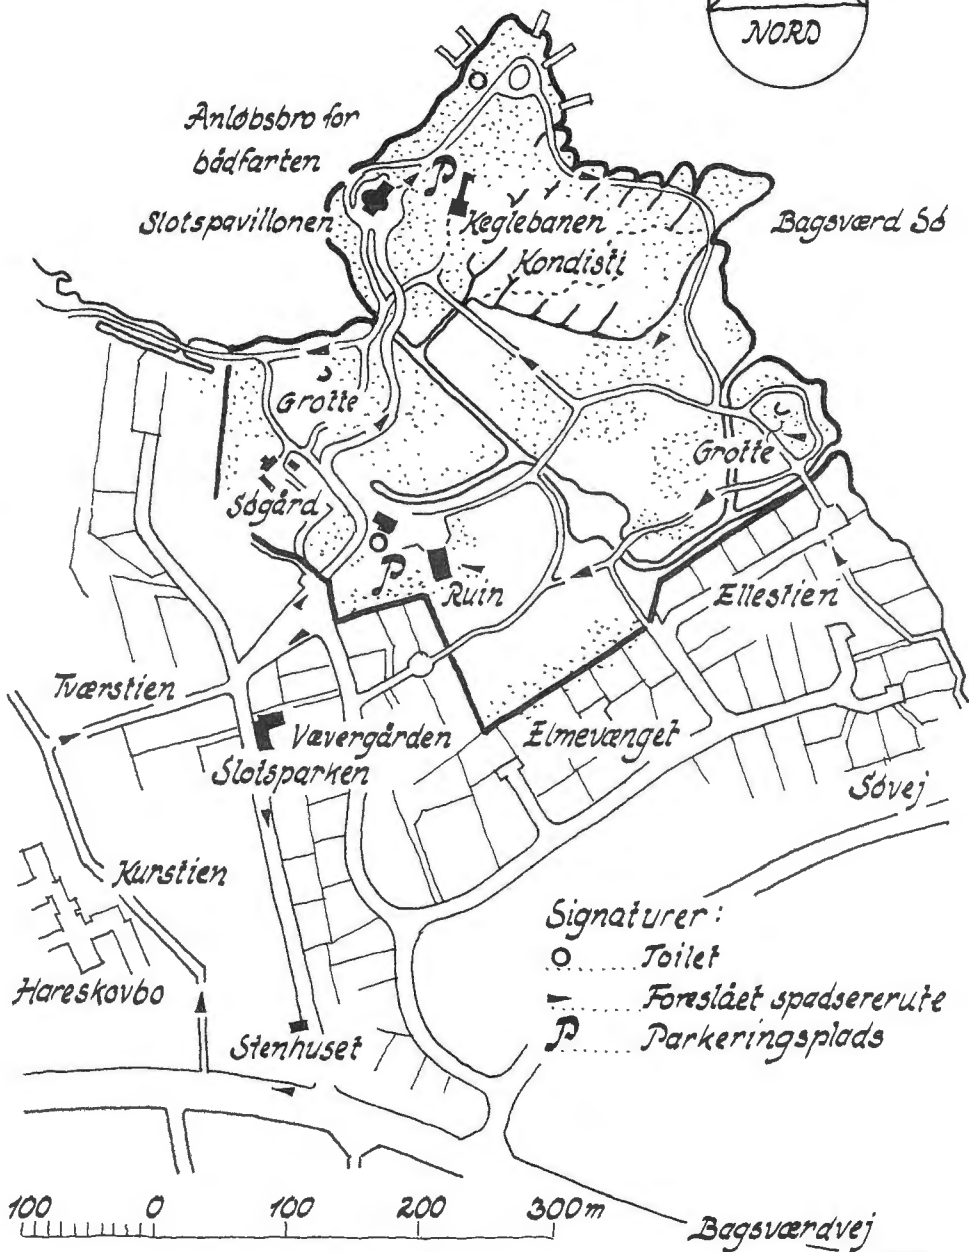 NORD
Anløbsbro for
bådfarten
Slotspavillonen
P
Keglebanen
Bagsværd Sø
Kondisti
Grotte
Grotte
Søgård
P
Ruin
Ellestien
Tværstien
Vævergården
Elmevænget
Slotsparken
Søvej
Kurstien
Hareskovbo
Stenhuset
Signaturer:
O ...... Toilet
...... Foreslået spadsererute
P ...... Parkeringsplads
100 0 100 200 300m
Bagsværdvej